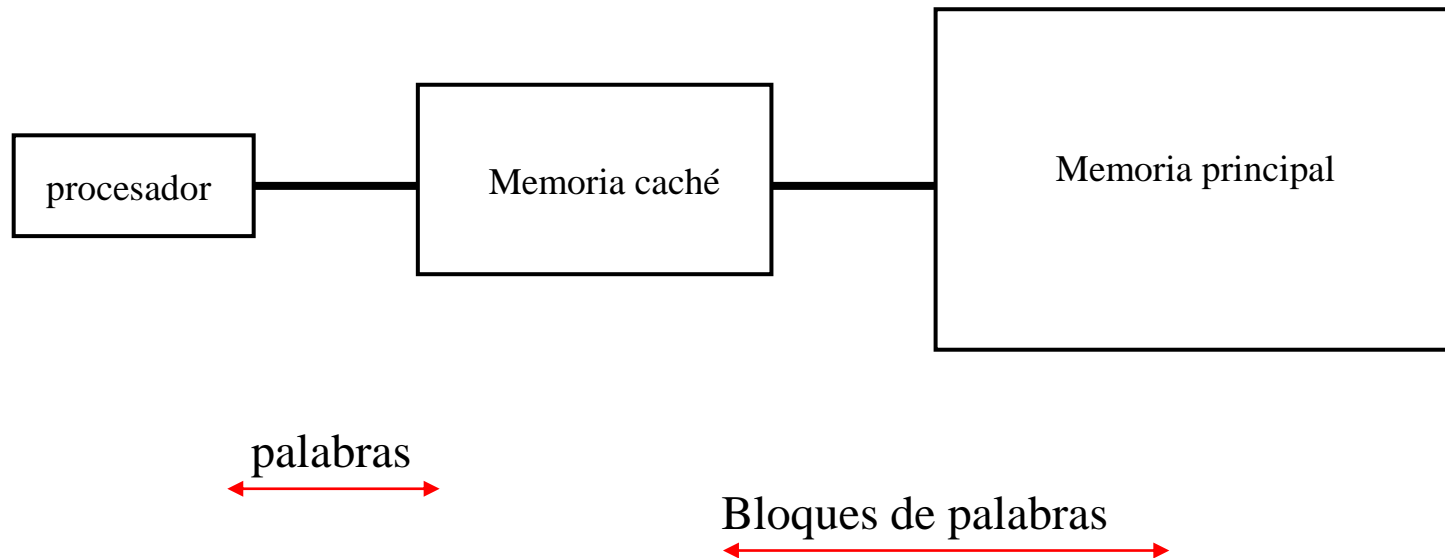 procesador
Memoria caché
Memoria principal
palabras
Bloques de palabras